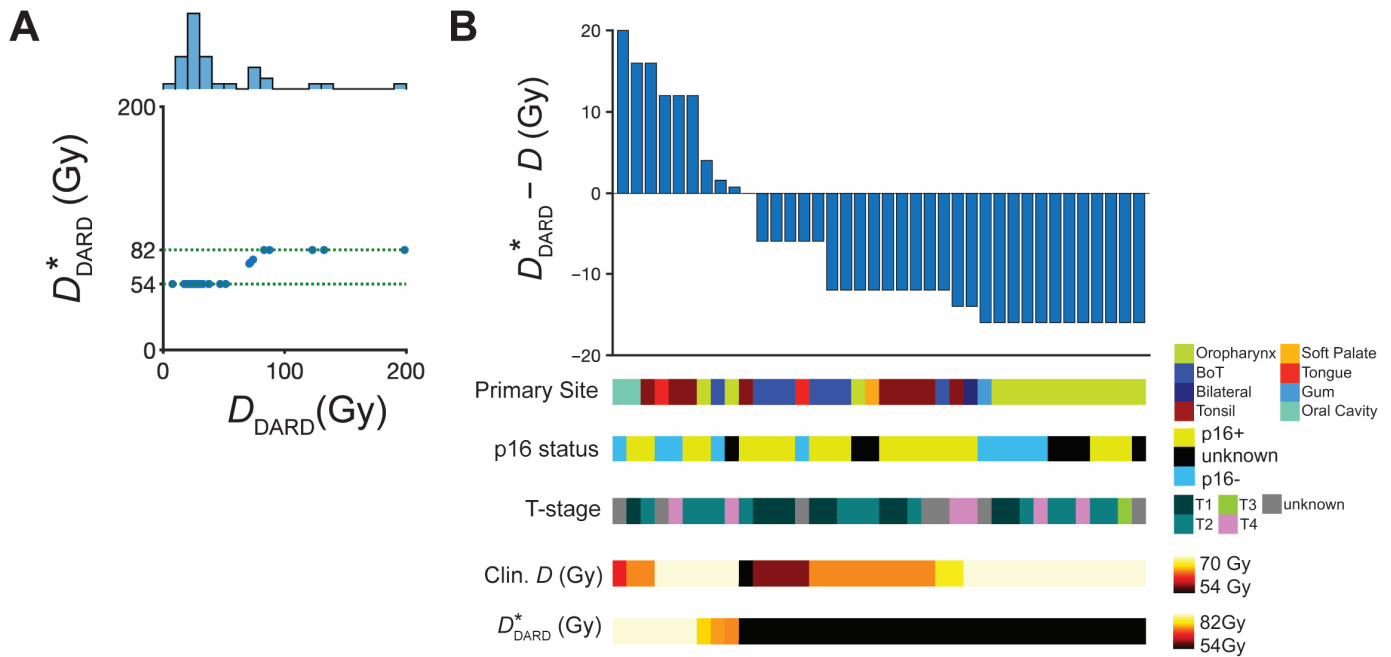 A
200
82
54
0
D*DARD (Gy)
0 100 200
DDARD(Gy)
B
20
10
0
−10
−20
D*DARD − D (Gy)
Primary Site
p16 status
T-stage
Clin. D (Gy)
D*DARD (Gy)
Oropharynx Soft Palate
BoT Tongue
Bilateral Gum
Tonsil Oral Cavity
p16+
unknown
p16-
T1 T3 unknown
T2 T4
70 Gy
54 Gy
82Gy
54Gy